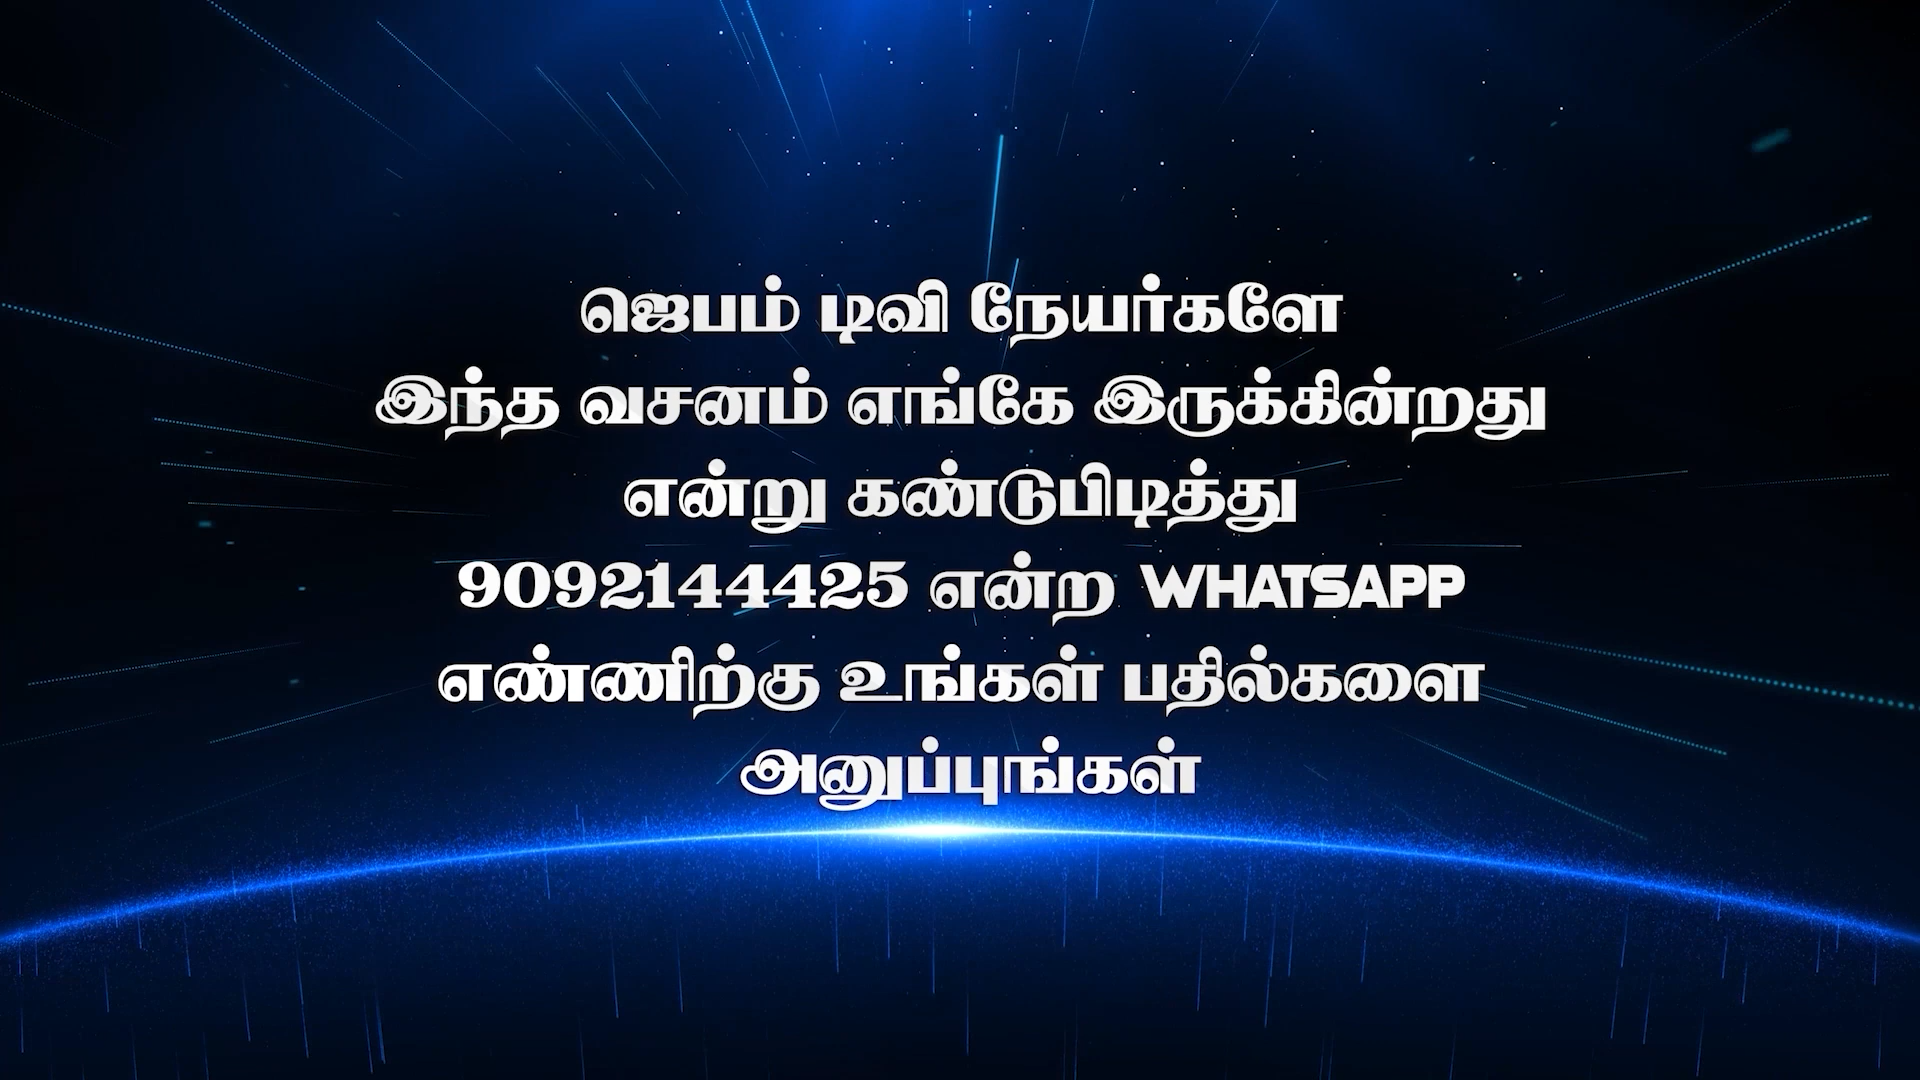 ஜெபம் டிவி நேயர்களே
இந்த வசனம் எங்கே இருக்கின்றது
என்று கண்டுபிடித்து
9092144425 என்ற WHATSAPP
எண்ணிற்கு உங்கள் பதில்களை
அனுப்புங்கள்